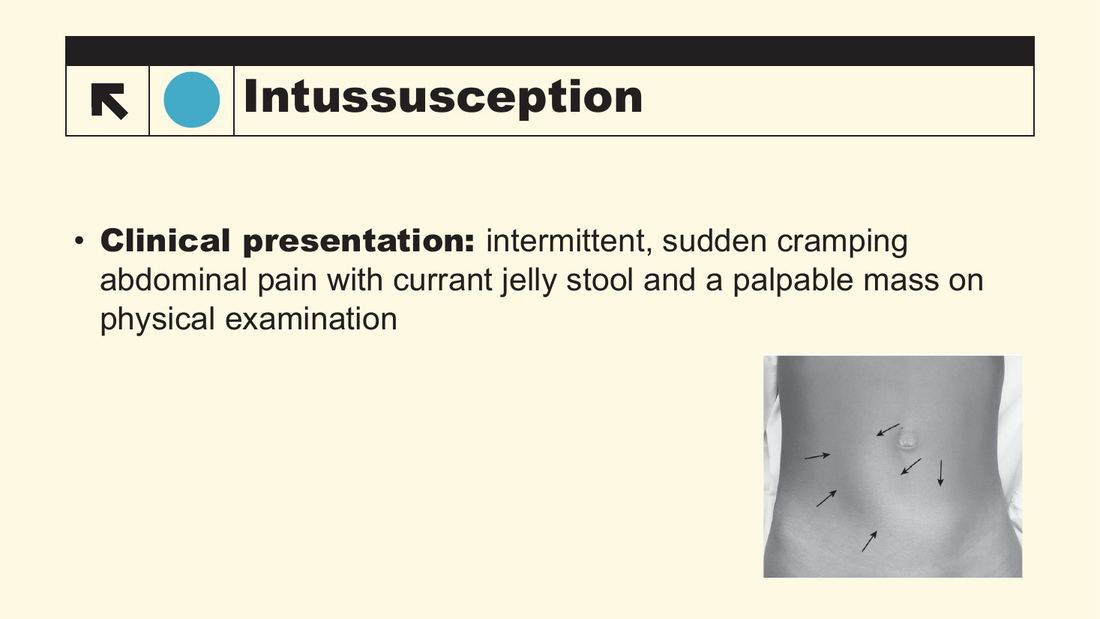 Intussusception
• Clinical presentation: intermittent, sudden cramping
abdominal pain with currant jelly stool and a palpable mass on
physical examination